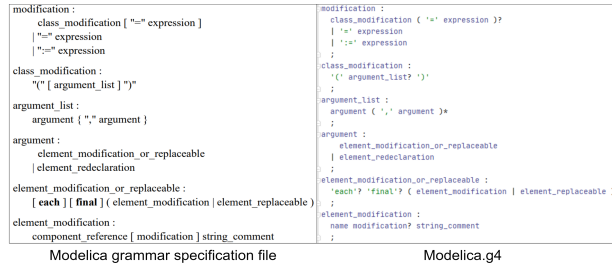 modification :
class_modification [ "=" expression ]
| "=" expression
| ":=" expression
class_modification :
"(" [ argument_list ] ")"
argument_list :
argument { "," argument }
argument :
element_modification_or_replaceable
| element_redeclaration
element_modification_or_replaceable :
[ each ] [ final ] ( element_modification | element_replaceable )
element_modification :
component_reference [ modification ] string_comment
Modelica grammar specification file
modification :
class_modification ( '=' expression )?
| '=' expression
| ':=' expression
;
class_modification :
'(' argument_list? ')'
;
argument_list :
argument ( ',' argument )*
;
argument :
element_modification_or_replaceable
| element_redeclaration
;
element_modification_or_replaceable :
'each'? 'final'? ( element_modification | element_replaceable )
;
element_modification :
name modification? string_comment
;
Modelica.g4